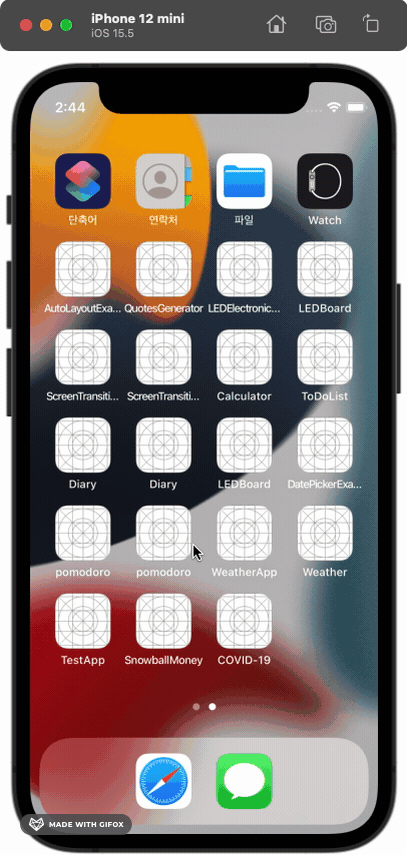 iPhone 12 mini
iOS 15.5
2:44
단축어 연락처 파일 Watch
AutoLayoutExa... QuotesGenerator LEDElectronic... LEDBoard
ScreenTransiti... ScreenTransiti... Calculator ToDoList
Diary Diary LEDBoard DatePickerExa...
pomodoro pomodoro WeatherApp Weather
TestApp SnowballMoney COVID-19
MADE WITH GIFOX